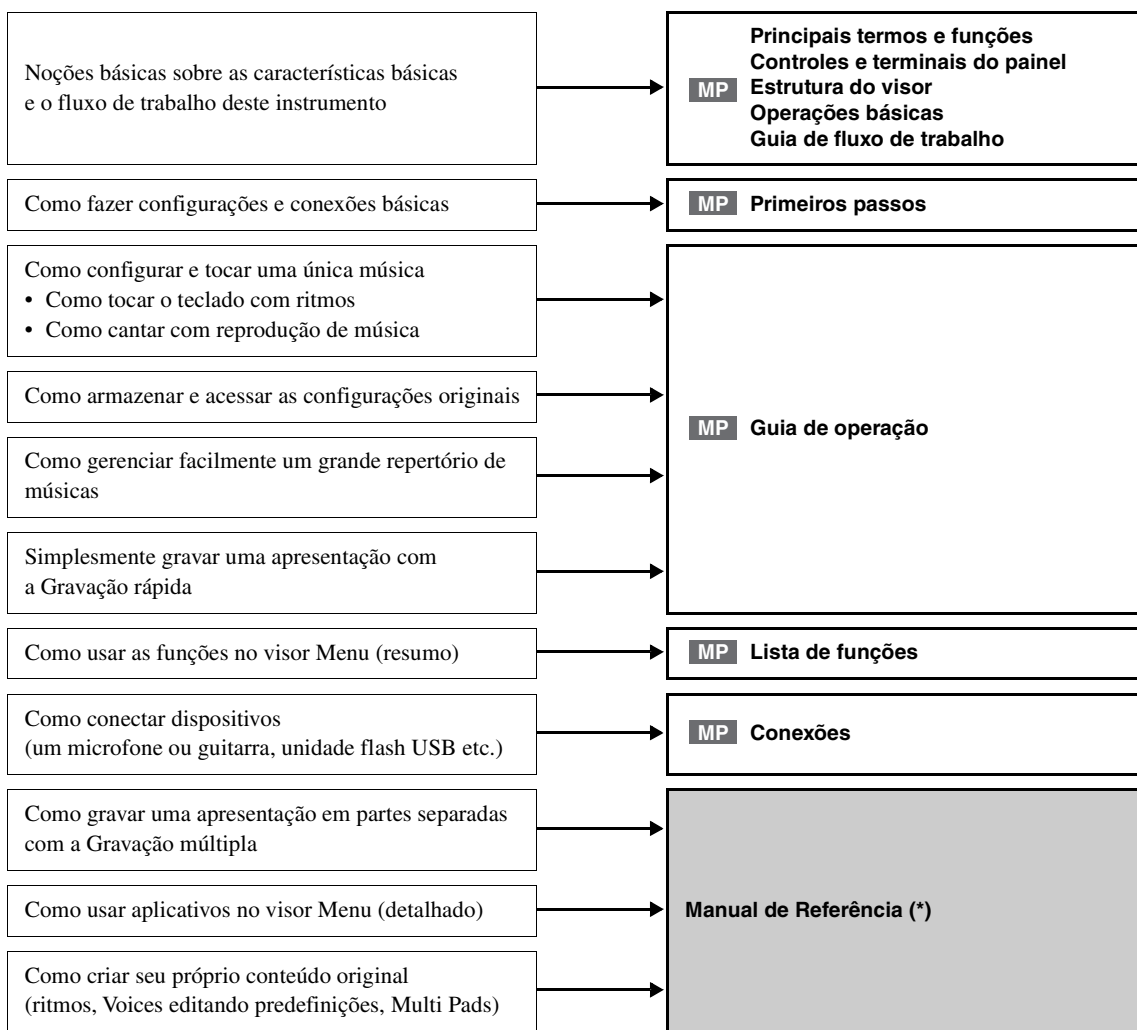 Noções básicas sobre as características básicas
e o fluxo de trabalho deste instrumento
MP
Principais termos e funções
Controles e terminais do painel
Estrutura do visor
Operações básicas
Guia de fluxo de trabalho
Como fazer configurações e conexões básicas
MP Primeiros passos
Como configurar e tocar uma única música
• Como tocar o teclado com ritmos
• Como cantar com reprodução de música
Como armazenar e acessar as configurações originais
Como gerenciar facilmente um grande repertório de
músicas
Simplesmente gravar uma apresentação com
a Gravação rápida
MP Guia de operação
Como usar as funções no visor Menu (resumo)
MP Lista de funções
Como conectar dispositivos
(um microfone ou guitarra, unidade flash USB etc.)
MP Conexões
Como gravar uma apresentação em partes separadas
com a Gravação múltipla
Como usar aplicativos no visor Menu (detalhado)
Como criar seu próprio conteúdo original
(ritmos, Voices editando predefinições, Multi Pads)
Manual de Referência (*)